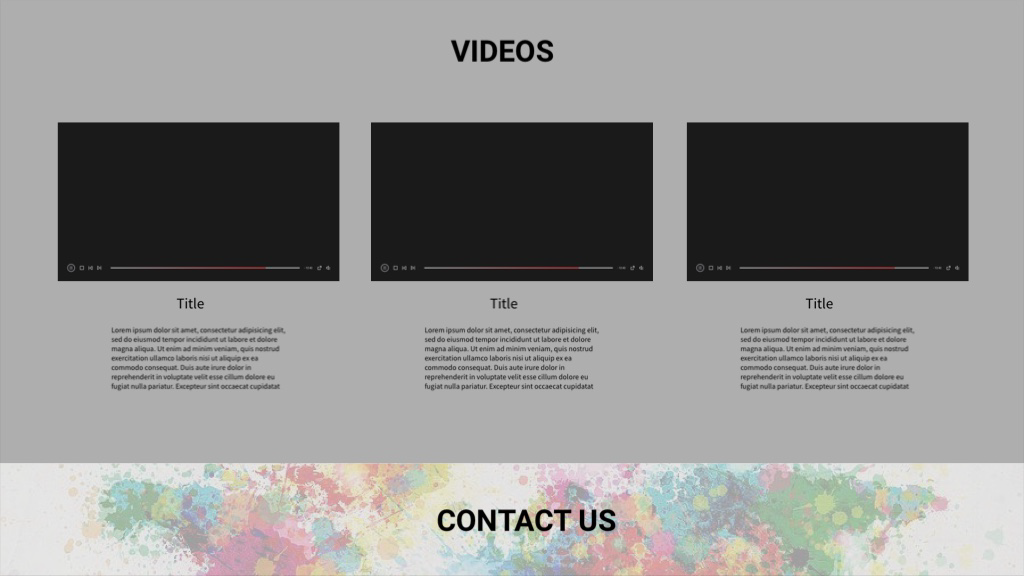 VIDEOS
Title
Lorem ipsum dolor sit amet, consectetur adipisicing elit,
sed do eiusmod tempor incididunt ut labore et dolore
magna aliqua. Ut enim ad minim veniam, quis nostrud
exercitation ullamco laboris nisi ut aliquip ex ea
commodo consequat. Duis aute irure dolor in
reprehenderit in voluptate velit esse cillum dolore eu
fugiat nulla pariatur. Excepteur sint occaecat cupidatat
Title
Lorem ipsum dolor sit amet, consectetur adipisicing elit,
sed do eiusmod tempor incididunt ut labore et dolore
magna aliqua. Ut enim ad minim veniam, quis nostrud
exercitation ullamco laboris nisi ut aliquip ex ea
commodo consequat. Duis aute irure dolor in
reprehenderit in voluptate velit esse cillum dolore eu
fugiat nulla pariatur. Excepteur sint occaecat cupidatat
Title
Lorem ipsum dolor sit amet, consectetur adipisicing elit,
sed do eiusmod tempor incididunt ut labore et dolore
magna aliqua. Ut enim ad minim veniam, quis nostrud
exercitation ullamco laboris nisi ut aliquip ex ea
commodo consequat. Duis aute irure dolor in
reprehenderit in voluptate velit esse cillum dolore eu
fugiat nulla pariatur. Excepteur sint occaecat cupidatat
CONTACT US